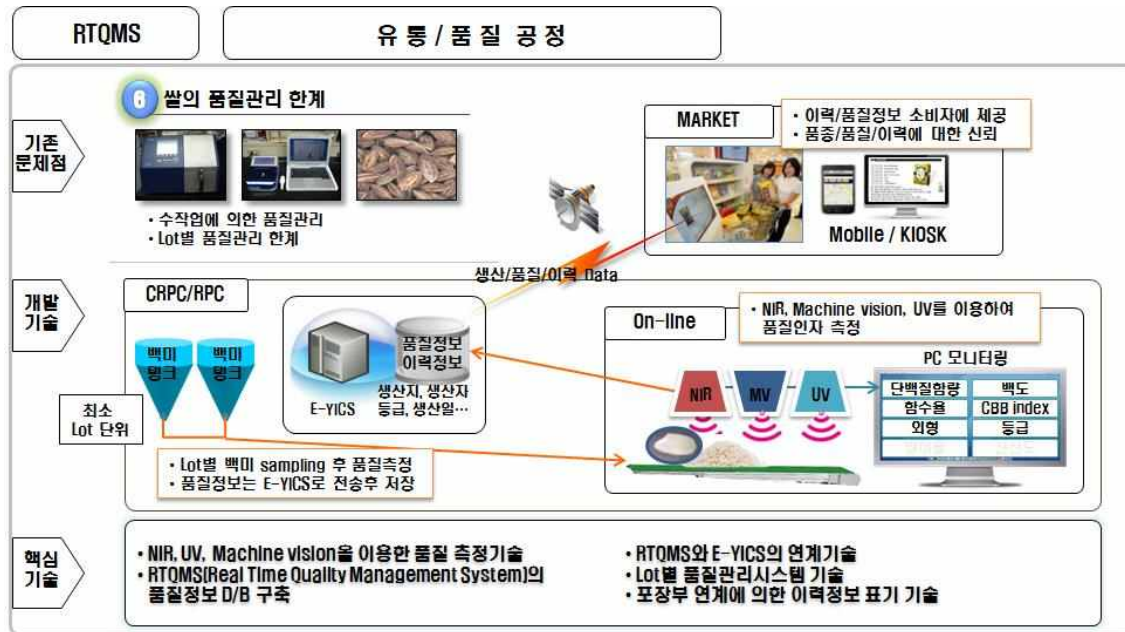 RTQMS
유통/품질 공정
기존
문제점
6 쌀의 품질관리 한계
• 수작업에 의한 품질관리
• Lot별 품질관리 한계
MARKET
• 이력/품질정보 소비자에 제공
• 품종/품질/이력에 대한 신뢰
Mobile / KIOSK
생산/품질/이력 Data
개발
기술
CRPC/RPC
백미
탱크
백미
탱크
최소
Lot 단위
E-YICS
품질정보
이력정보
생산지, 생산자
등급, 생산일…
• Lot별 백미 sampling 후 품질측정
• 품질정보는 E-YICS로 전송후 저장
On-line
• NIR, Machine vision, UV를 이용하여
품질인자 측정
NIR
MV
UV
PC 모니터링
단백질함량
백도
함수율
CBB index
외형
등급
핵심
기술
• NIR, UV, Machine vision을 이용한 품질 측정기술
• RTQMS(Real Time Quality Management System)의
품질정보 D/B 구축
• RTQMS와 E-YICS의 연계기술
• Lot별 품질관리시스템 기술
• 포장부 연계에 의한 이력정보 표기 기술